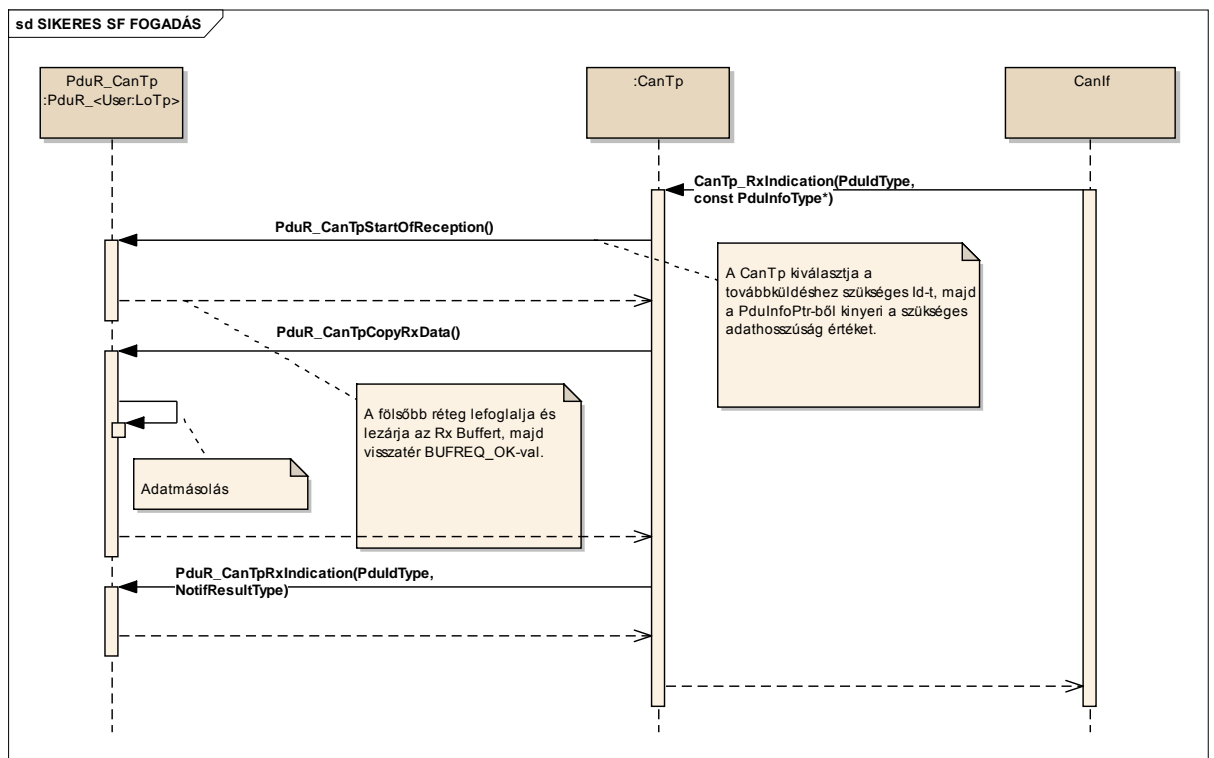 sd SIKERES SF FOGADÁS
PduR_CanTp
:PduR_<User:LoTp>
:CanTp
CanIf
CanTp_RxIndication(PduIdType,
const PduInfoType*)
PduR_CanTpStartOfReception()
A CanTp kiválasztja a
továbbküldéshez szükséges Id-t, majd
a PduInfoPtr-ből kinyeri a szükséges
adathosszúság értéket.
PduR_CanTpCopyRxData()
A fölsőbb réteg lefoglalja és
lezárja az Rx Buffert, majd
visszatér BUFREQ_OK-val.
Adatmásolás
PduR_CanTpRxIndication(PduIdType,
NotifResultType)